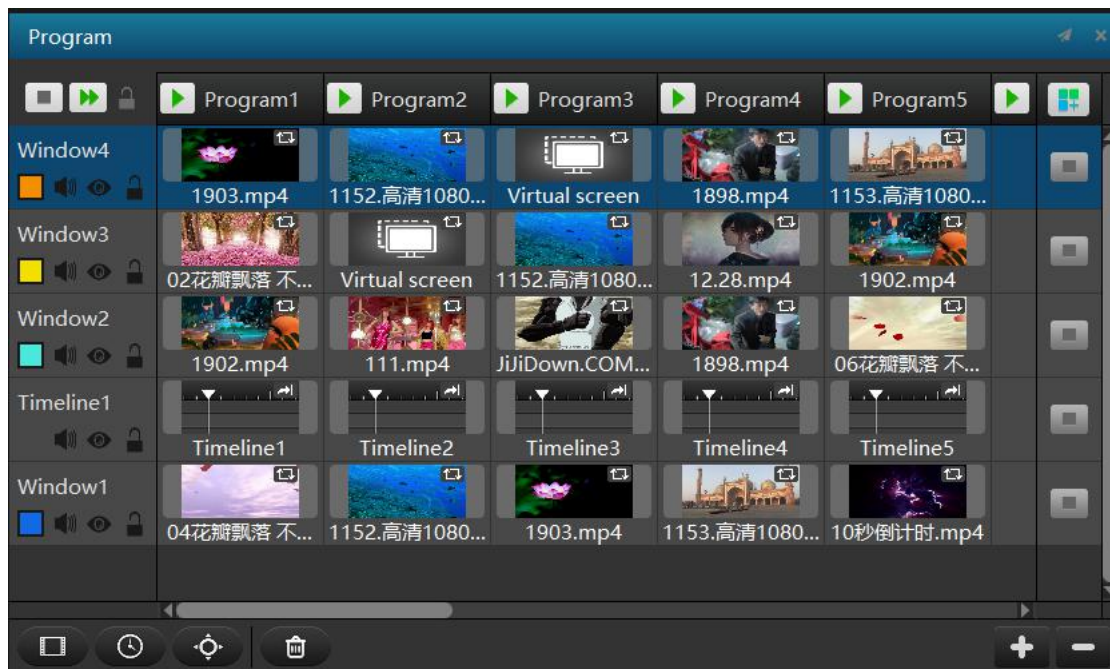 Program
Program1 Program2 Program3 Program4 Program5
Window4
1903.mp4 1152.高清1080... Virtual screen 1898.mp4 1153.高清1080...
Window3
02花瓣飘落 不... Virtual screen 1152.高清1080... 12.28.mp4 1902.mp4
Window2
1902.mp4 111.mp4 JiJiDown.COM... 1898.mp4 06花瓣飘落 不...
Timeline1
Timeline1 Timeline2 Timeline3 Timeline4 Timeline5
Window1
04花瓣飘落 不... 1152.高清1080... 1903.mp4 1153.高清1080... 10秒倒计时.mp4